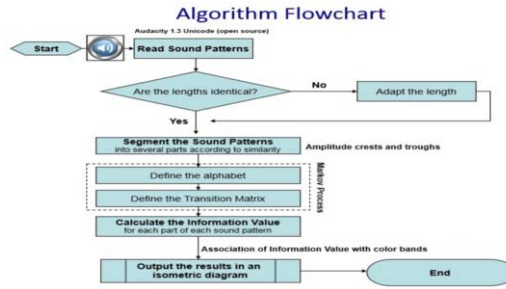 Algorithm Flowchart
Audacity 1.3 Unicode (open source)
Start
Read Sound Patterns
Are the lengths identical?
No
Adapt the length
Yes
Segment the Sound Patterns
into several parts according to similarity
Amplitude crests and troughs
Define the alphabet
Define the Transition Matrix
Markov Process
Calculate the Information Value
for each part of each sound pattern
Association of Information Value with color bands
Output the results in an
isometric diagram
End